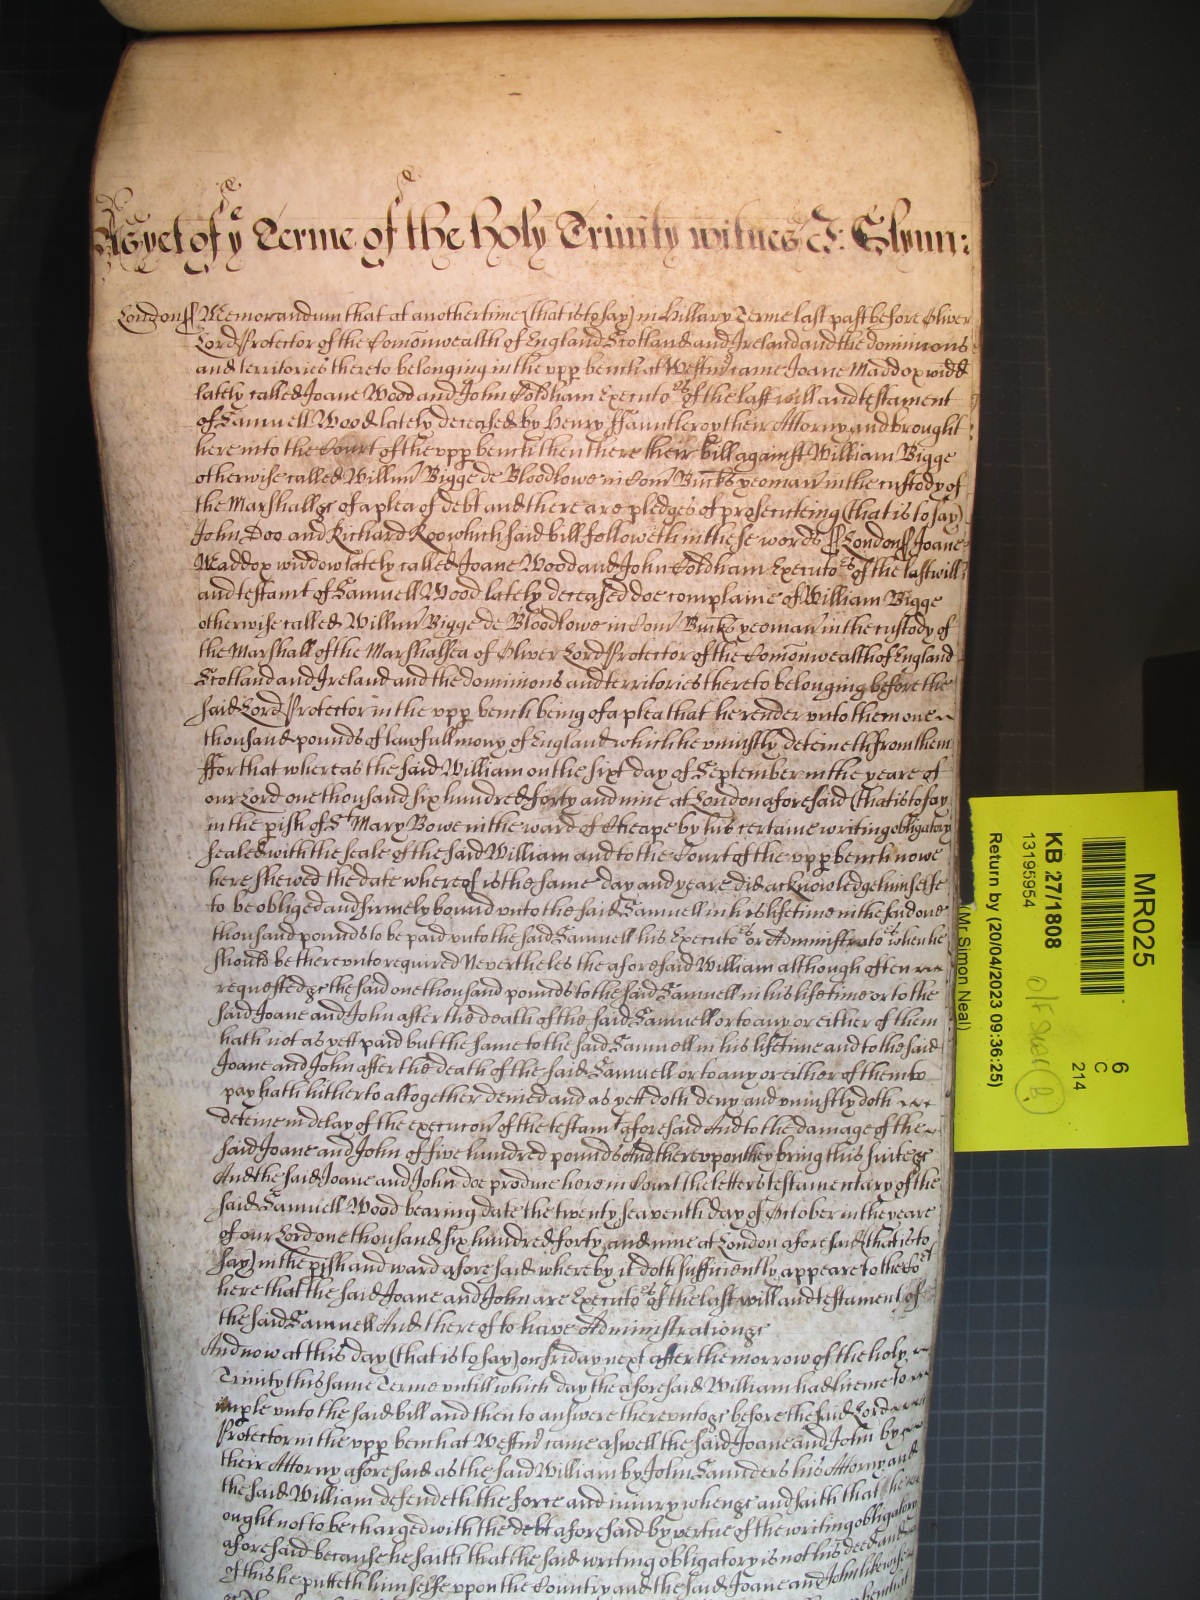 As yet of ye Terme of the holy Trinity witnes J. Glynn:
London ss Memorandum that at another time (that is to say) in Hillary Terme last past before Oliver
Lord Protector of the Comonwealth of England Scotland and Ireland and the dominions
and territories thereto belonging in the upp bench at Westm came Joane Maddox widd
lately called Joane Wood and John Coldham Executors of the last will and testament
of Samuell Wood lately deceased by Henry ffauntleroy their Attorny and brought
here into the Court of the upp bench then there their bill against William Bigge
otherwise called Willm Bigge de Bloodlowe in Com Bucks yeoman in the custody of
the Marshall &c of a plea of debt and there are pledges of prosecuteing (that is to say)
John Doo and Richard Roo which said bill followeth in these words ss London ss Joane
Maddox widdow lately called Joane Wood and John Coldham Executors of the last will
and testamt of Samuell Wood lately deceased doe complaine of William Bigge
otherwise called Willm Bigge de Bloodlowe in Com Bucks yeoman in the custody of
the Marshall of the Marshalsea of Oliver Lord Protector of the Comonwealth of England
Scotland and Ireland and the dominions and territories thereto belonging before the
said Lord Protector in the upp bench being of a plea that he render unto them one
thousand pounds of lawfull mony of England which he uniustly deteineth from them
ffor that whereas the said William on the sixt day of September in the yeare of
our Lord one thousand six hundred forty and nine at London aforesaid (that is to say
in the pish of St Mary Bowe in the ward of Cheape by his certaine writing obligatory
sealed with the seale of the said William and to the Court of the upp bench nowe
here shewed the date whereof is the same day and yeare did acknowledge himselfe
to be obliged and firmely bound unto the said Samuell in his lifetime in the said one
thousand pounds to be paid unto the said Samuell his Executors or Administrators when he
should be thereunto required Nevertheles the aforesaid William although often
requested &c the said one thousand pounds to the said Samuell in his lifetime or to the
said Joane and John after the death of the said Samuell or to any or either of them
hath not as yett paid but the same to the said Samuell in his lifetime and to the said
Joane and John after the death of the said Samuell or to any or either of them to
pay hath hitherto altogether denied and as yett doth deny and uniustly doth
deteine in delay of the execucon of the testamt aforesaid And to the damage of the
said Joane and John of five hundred pounds And thereupon they bring this suite &c
And the said Joane and John doe produce here in Court the letters testamentary of the
said Samuell Wood bearing date the twenty seaventh day of October in the yeare
of our Lord one thousand six hundred forty and nine at London aforesaid (that is to
say) in the pish and ward aforesaid whereby it doth sufficiently appeare to the Cort
here that the said Joane and John are Executors of the last will and testament of
the said Samuell And thereof to have Administration &c
And now at this day (that is to say) on friday next after the morrow of the holy
Trinity this same Terme untill which day the aforesaid William had licence to
imple unto the said bill and then to answere thereunto &c before the said Lord
Protector in the upp bench at Westm came aswell the said Joane and John by
their Attorny aforesaid as the said William by John Saunders his Attorny and
the said William defendeth the force and iniury when &c and saith that he
ought not to be charged with the debt aforesaid by vertue of the writing obligatory
aforesaid because he saith that the said writing obligatory is not his deed and
of this he putteth himselfe upon the Country and the said Joane and John likewise
MR025
6
C
214
KB 27/1808
13195954
Return by (20/04/2023 09:36:25)
(Mr Simon Neal)